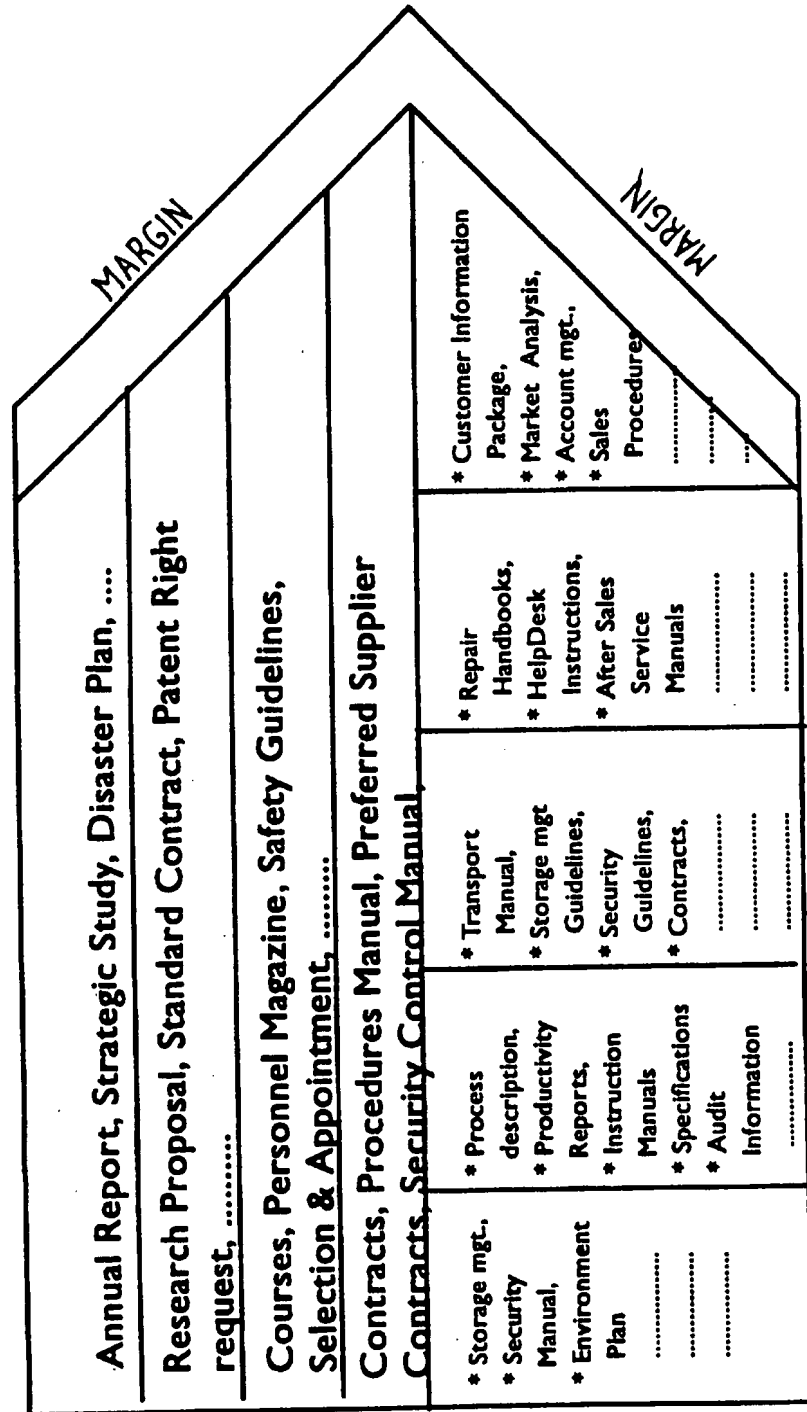 MARGIN
Annual Report, Strategic Study, Disaster Plan, ....
Research Proposal, Standard Contract, Patent Right
request, ..........
Courses, Personnel Magazine, Safety Guidelines,
Selection & Appointment, .........
Contracts, Procedures Manual, Preferred Supplier
Contracts, Security Control Manual,
* Storage mgt.,
* Security
Manual,
* Environment
Plan
..............
..............
..............
* Process
description,
* Productivity
Reports,
* Instruction
Manuals
* Specifications
* Audit
Information
..............
* Transport
Manual,
* Storage mgt
Guidelines,
* Security
Guidelines,
* Contracts,
..............
..............
..............
* Repair
Handbooks,
* HelpDesk
Instructions,
* After Sales
Service
Manuals
..............
..............
..............
* Customer Information
Package,
* Market Analysis,
* Account mgt.,
* Sales
Procedures
..............
........
....
MARGIN